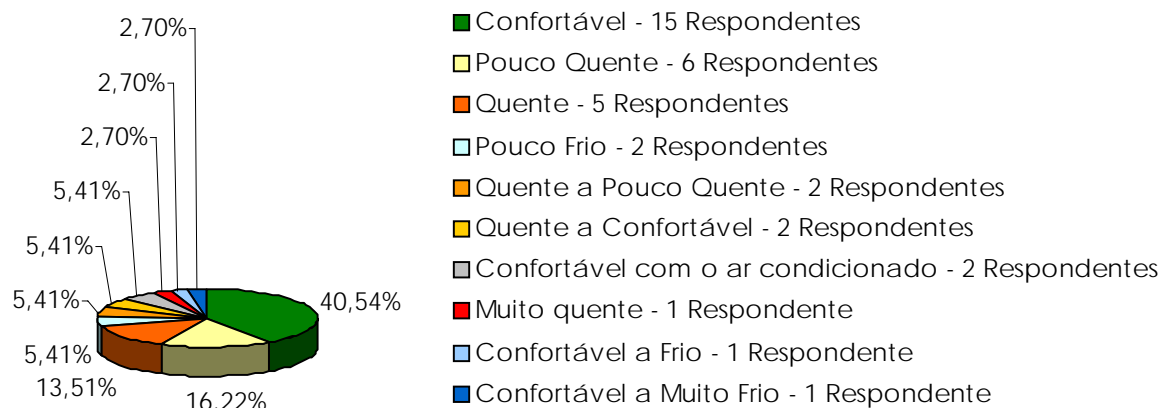 2,70%
2,70%
2,70%
5,41%
5,41%
5,41%
5,41%
13,51%
16,22%
40,54%
Confortável - 15 Respondentes
Pouco Quente - 6 Respondentes
Quente - 5 Respondentes
Pouco Frio - 2 Respondentes
Quente a Pouco Quente - 2 Respondentes
Quente a Confortável - 2 Respondentes
Confortável com o ar condicionado - 2 Respondentes
Muito quente - 1 Respondente
Confortável a Frio - 1 Respondente
Confortável a Muito Frio - 1 Respondente